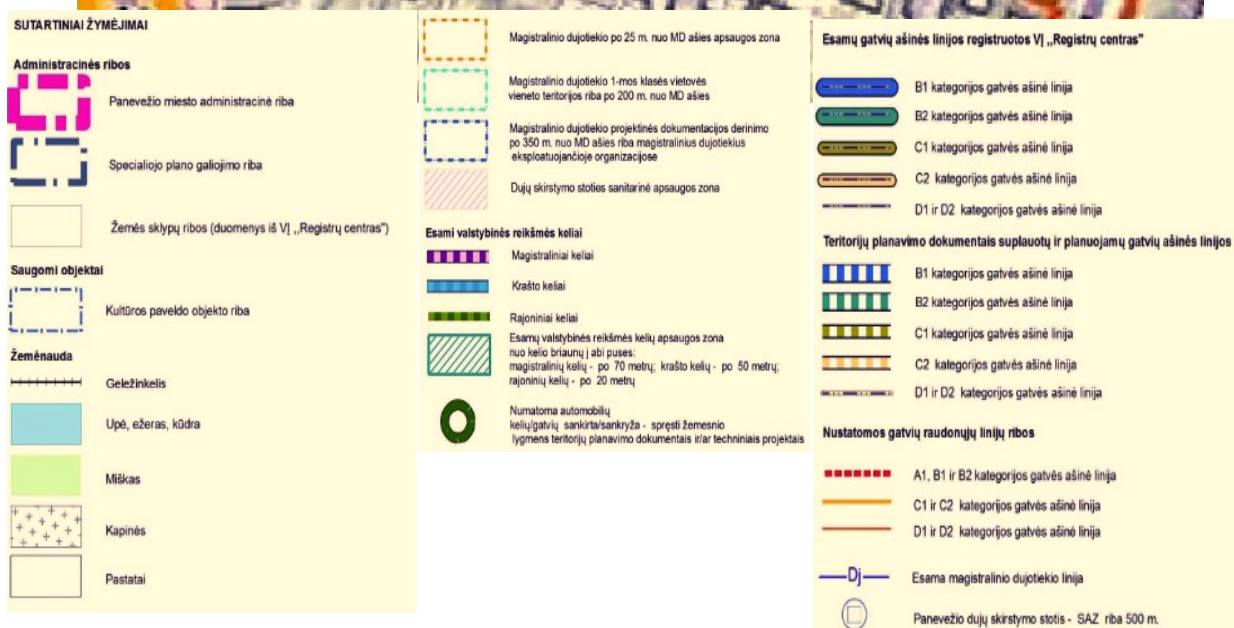 SUTARTINIAI ŽYMĖJIMAI
Administracinės ribos
Panevėžio miesto administracinė riba
Specialiojo plano galiojimo riba
Žemės sklypų ribos (duomenys iš VĮ ,,Registrų centras")
Saugomi objektai
Kultūros paveldo objekto riba
Žemėnauda
Geležinkelis
Upė, ežeras, kūdra
Miškas
Kapinės
Pastatai
Magistralinio dujotiekio po 25 m. nuo MD ašies apsaugos zona
Magistralinio dujotiekio 1-mos klasės vietovės
vieneto teritorijos riba po 200 m. nuo MD ašies
Magistralinio dujotiekio projektinės dokumentacijos derinimo
po 350 m. nuo MD ašies riba magistralinius dujotiekius
eksploatuojančioje organizacijose
Dujų skirstymo stoties sanitarinė apsaugos zona
Esami valstybinės reikšmės keliai
Magistraliniai keliai
Krašto keliai
Rajoniniai keliai
Esamų valstybinės reikšmės kelių apsaugos zona
nuo kelio briaunų į abi puses:
magistralinių kelių - po 70 metrų; krašto kelių - po 50 metrų;
rajoninių kelių - po 20 metrų
Numatoma automobilių
kelių/gatvių sankirta/sankryža - spręsti žemesnio
lygmens teritorijų planavimo dokumentais ir/ar techniniais projektais
Esamų gatvių ašinės linijos registruotos VĮ ,,Registrų centras"
B1 kategorijos gatvės ašinė linija
B2 kategorijos gatvės ašinė linija
C1 kategorijos gatvės ašinė linija
C2 kategorijos gatvės ašinė linija
D1 ir D2 kategorijos gatvės ašinė linija
Teritorijų planavimo dokumentais suplauotų ir planuojamų gatvių ašinės linijos
B1 kategorijos gatvės ašinė linija
B2 kategorijos gatvės ašinė linija
C1 kategorijos gatvės ašinė linija
C2 kategorijos gatvės ašinė linija
D1 ir D2 kategorijos gatvės ašinė linija
Nustatomos gatvių raudonųjų linijų ribos
A1, B1 ir B2 kategorijos gatvės ašinė linija
C1 ir C2 kategorijos gatvės ašinė linija
D1 ir D2 kategorijos gatvės ašinė linija
Dj Esama magistralinio dujotiekio linija
Panevėžio dujų skirstymo stotis - SAZ riba 500 m.